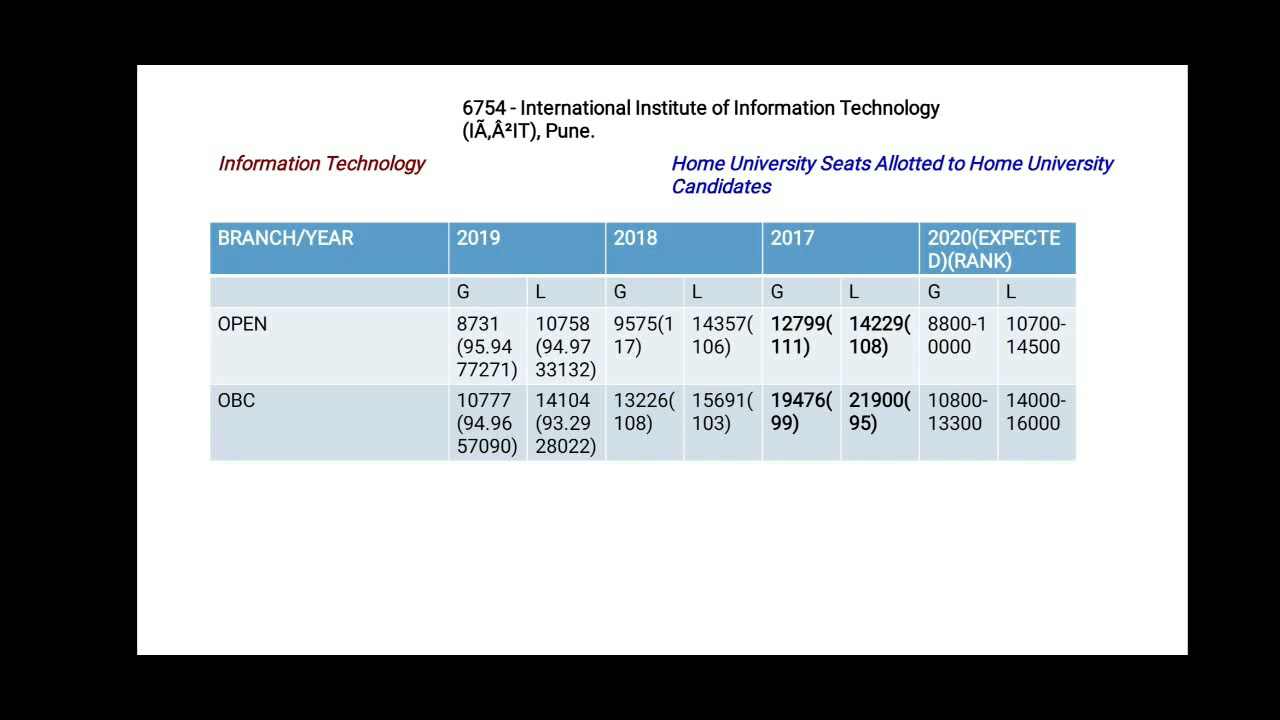 6754 - International Institute of Information Technology
(IÃ‚Â²IT), Pune.
Information Technology
Home University Seats Allotted to Home University
Candidates
BRANCH/YEAR 2019 2018 2017 2020(EXPECTE
D)(RANK)
G L G L G L G L
OPEN 8731 10758 9575(1 14357( 12799( 14229( 8800-1 10700-
(95.94 (94.97 17) 106) 111) 108) 0000 14500
77271) 33132)
OBC 10777 14104 13226( 15691( 19476( 21900( 10800- 14000-
(94.96 (93.29 108) 103) 99) 95) 13300 16000
57090) 28022)